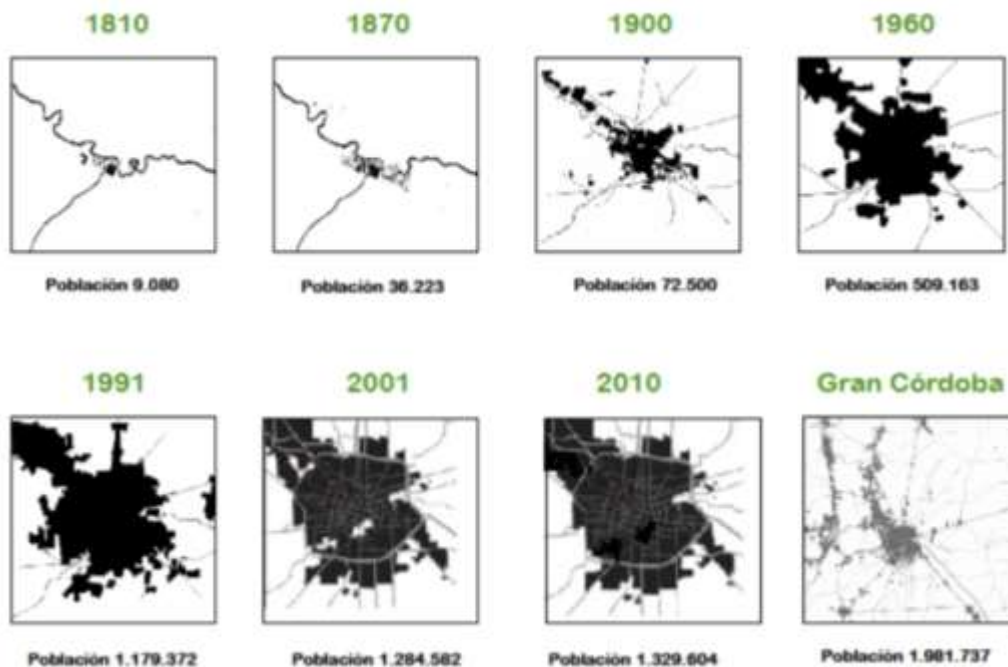 1810 1870 1900 1960
Población 9.080 Población 36.223 Población 72.500 Población 509.163
1991 2001 2010 Gran Córdoba
Población 1.179.372 Población 1.284.582 Población 1.329.604 Población 1.981.737